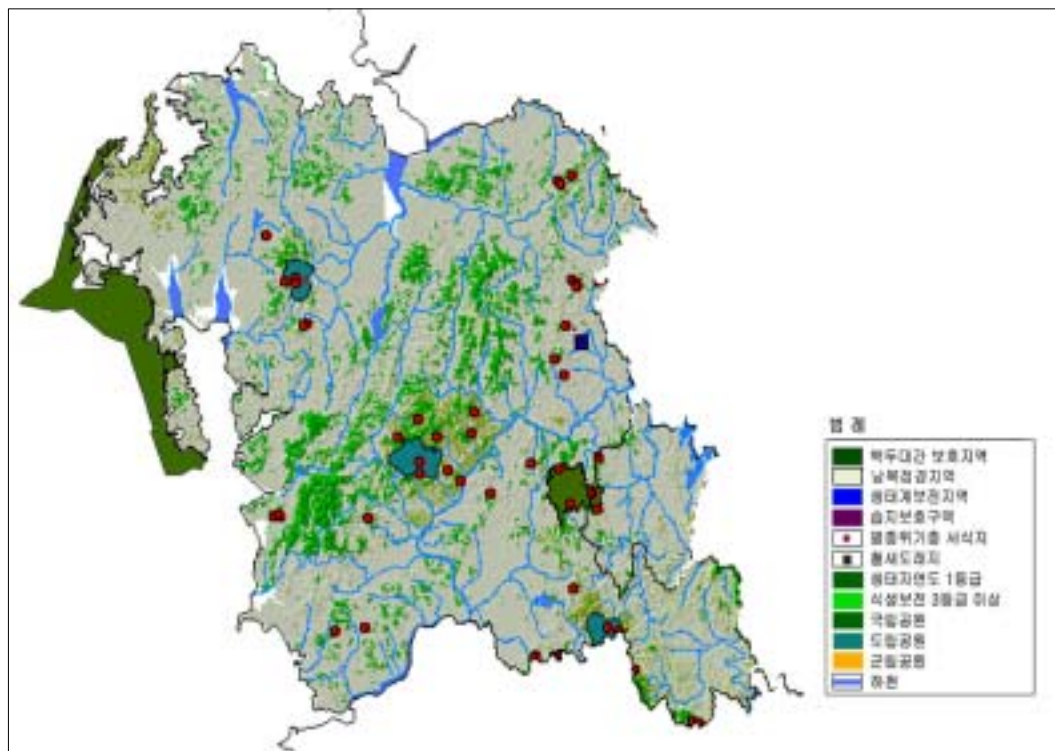 범 례
백두대간 보호지역
남북접경지역
생태계보전지역
습지보호구역
멸종위기종 서식지
철새도래지
생태자연도 1등급
식생보전 3등급 이상
국립공원
도립공원
군립공원
하천